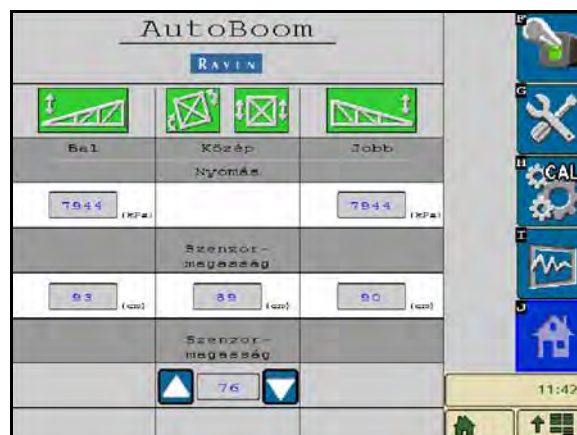 AutoBoom
RAVEN
Bal Közép Jobb
Nyomás
7944 (kPa) 7944 (kPa)
Szenzor-
magasság
93 (cm) 89 (cm) 90 (cm)
Szenzor-
magasság
76
F
G
H
CAL
I
J
11:42